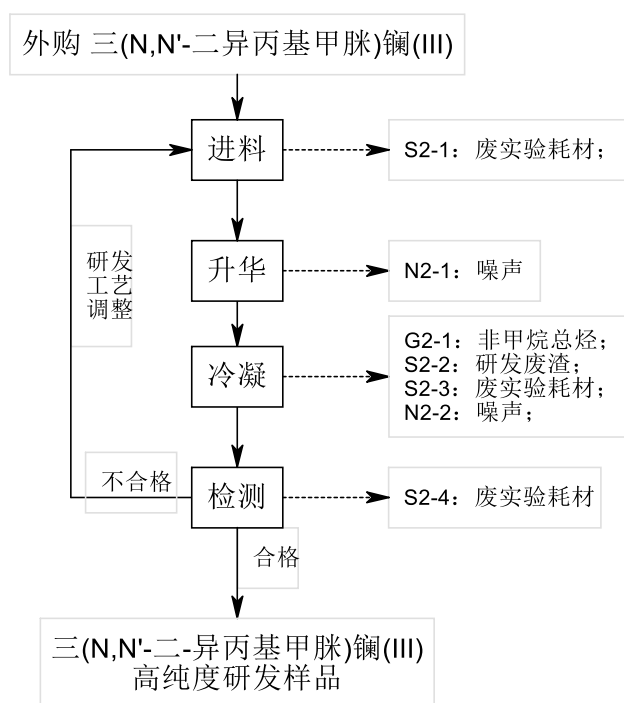 外购 三(N,N'-二异丙基甲脒)镧(III)
进料
S2-1：废实验耗材；
研发
工艺
调整
升华
N2-1：噪声
冷凝
G2-1：非甲烷总烃；
S2-2：研发废渣；
S2-3：废实验耗材；
N2-2：噪声；
不合格
检测
S2-4：废实验耗材
合格
三(N,N'-二-异丙基甲脒)镧(III)
高纯度研发样品